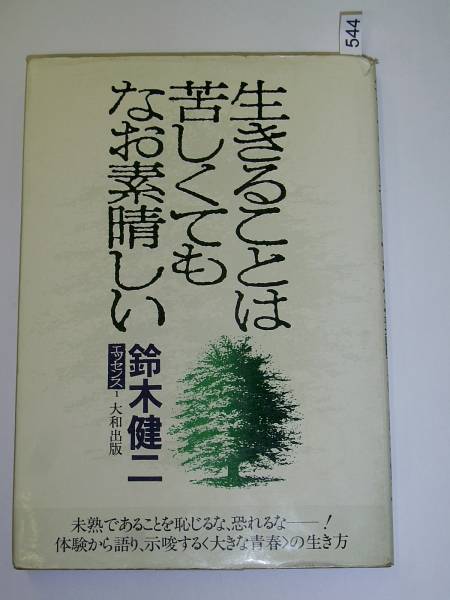 544
生きることは
苦しくても
なお素晴しい
鈴木健二
エッセンス1
大和出版
未熟であることを恥じるな、恐れるな――!
体験から語り、示唆する〈大きな青春〉の生き方